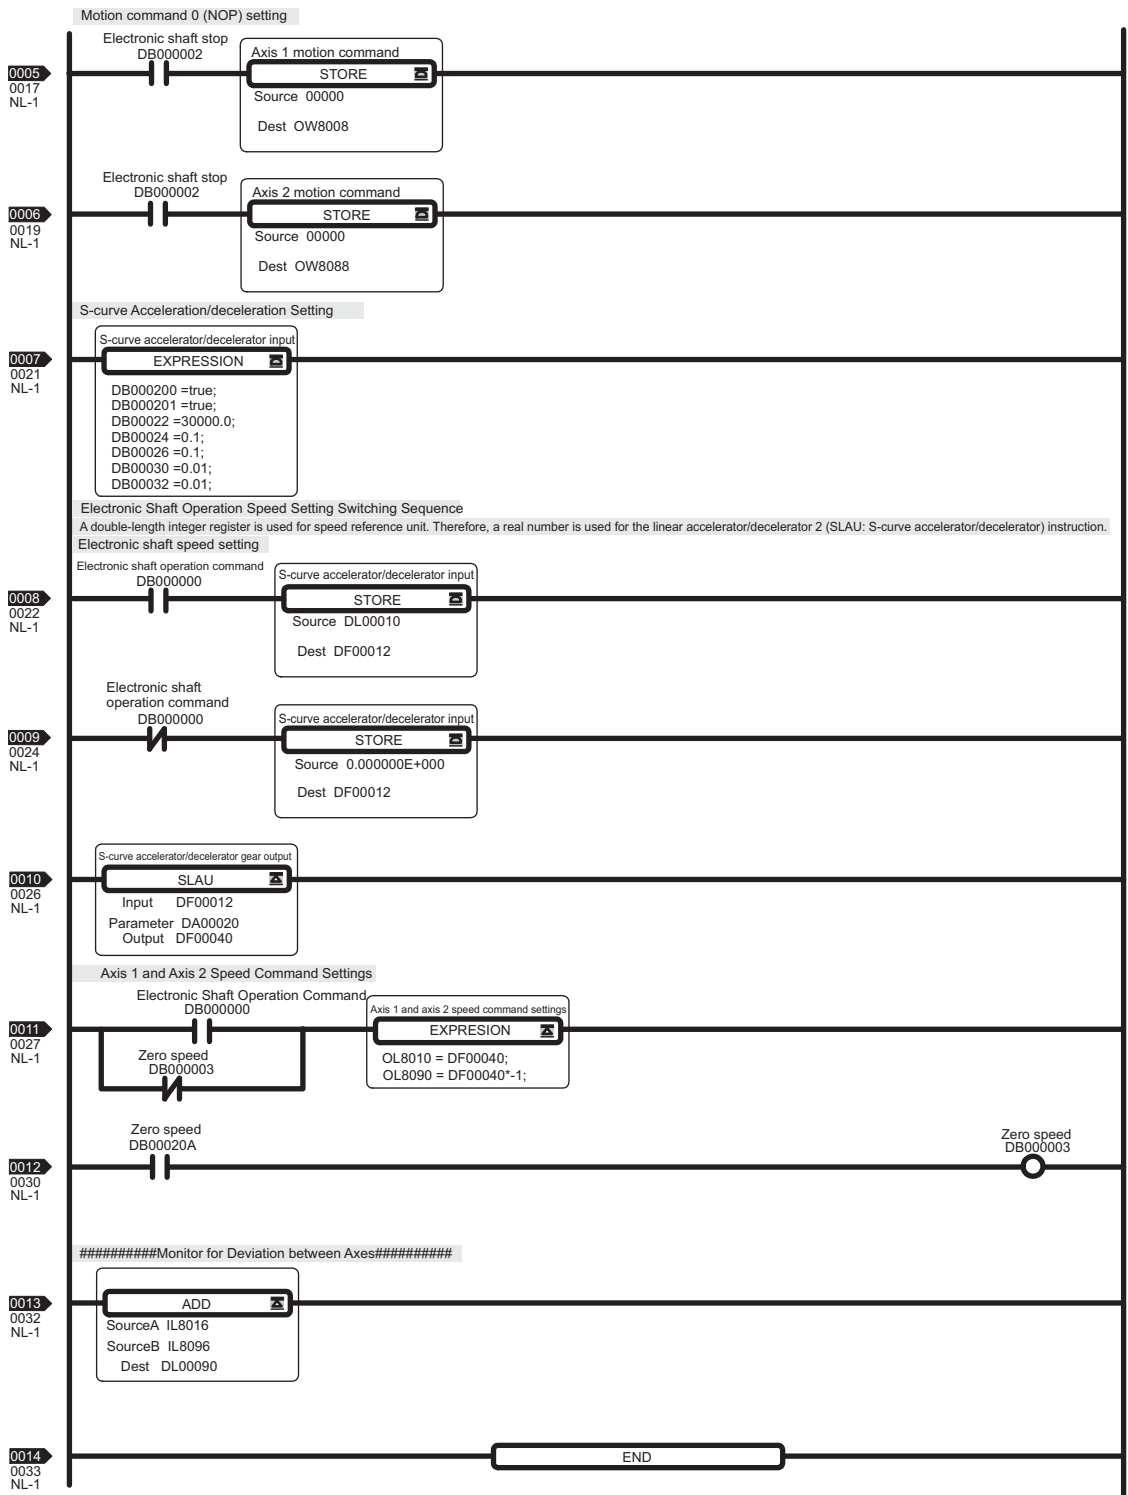 Motion command 0 (NOP) setting
Electronic shaft stop
DB000002
Axis 1 motion command
0005
STORE
0017
NL-1
Source 00000
Dest OW8008
Electronic shaft stop
DB000002
Axis 2 motion command
0006
STORE
0019
NL-1
Source 00000
Dest OW8088
S-curve Acceleration/deceleration Setting
S-curve accelerator/decelerator input
0007
EXPRESSION
0021
NL-1
DB000200 =true;
DB000201 =true;
DB00022 =30000.0;
DB00024 =0.1;
DB00026 =0.1;
DB00030 =0.01;
DB00032 =0.01;
Electronic Shaft Operation Speed Setting Switching Sequence
A double-length integer register is used for speed reference unit. Therefore, a real number is used for the linear accelerator/decelerator 2 (SLAU: S-curve accelerator/decelerator) instruction.
Electronic shaft speed setting
Electronic shaft operation command
DB000000
S-curve accelerator/decelerator input
0008
STORE
0022
NL-1
Source DL00010
Dest DF00012
Electronic shaft
operation command
DB000000
S-curve accelerator/decelerator input
0009
STORE
0024
NL-1
Source 0.000000E+000
Dest DF00012
S-curve accelerator/decelerator gear output
0010
SLAU
0026
NL-1
Input DF00012
Parameter DA00020
Output DF00040
Axis 1 and Axis 2 Speed Command Settings
Electronic Shaft Operation Command
DB000000
Axis 1 and axis 2 speed command settings
0011
EXPRESION
0027
NL-1
Zero speed
DB000003
OL8010 = DF00040;
OL8090 = DF00040*-1;
Zero speed
DB00020A
Zero speed
DB000003
0012
0030
NL-1
##########Monitor for Deviation between Axes##########
0013
ADD
0032
NL-1
SourceA IL8016
SourceB IL8096
Dest DL00090
0014
END
0033
NL-1